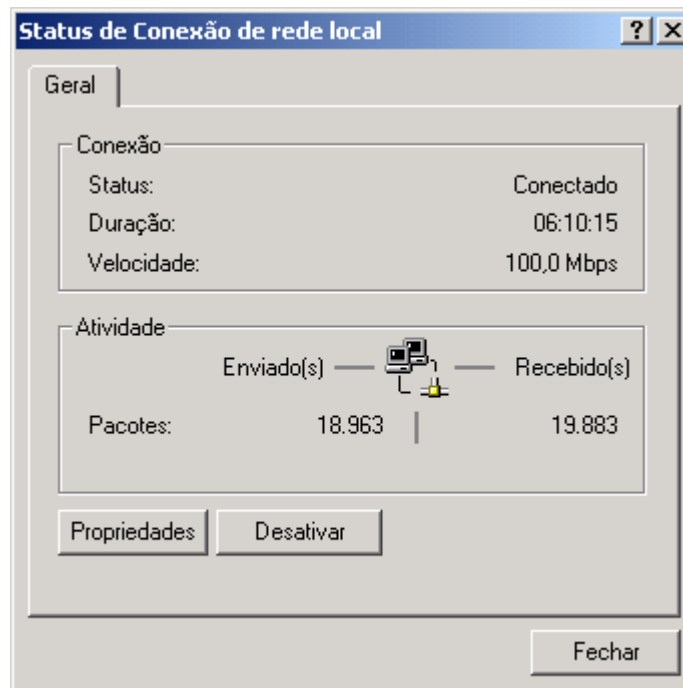 Status de Conexão de rede local
Geral
Conexão
Status: Conectado
Duração: 06:10:15
Velocidade: 100,0 Mbps
Atividade
Enviado(s) Recebido(s)
Pacotes: 18.963 19.883
Propriedades Desativar
Fechar